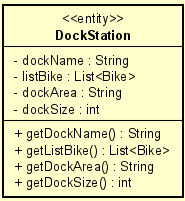 <<entity>>
DockStation
- dockName : String
- listBike : List<Bike>
- dockArea : String
- dockSize : int
+ getDockName() : String
+ getListBike() : List<Bike>
+ getDockArea() : String
+ getDockSize() : int